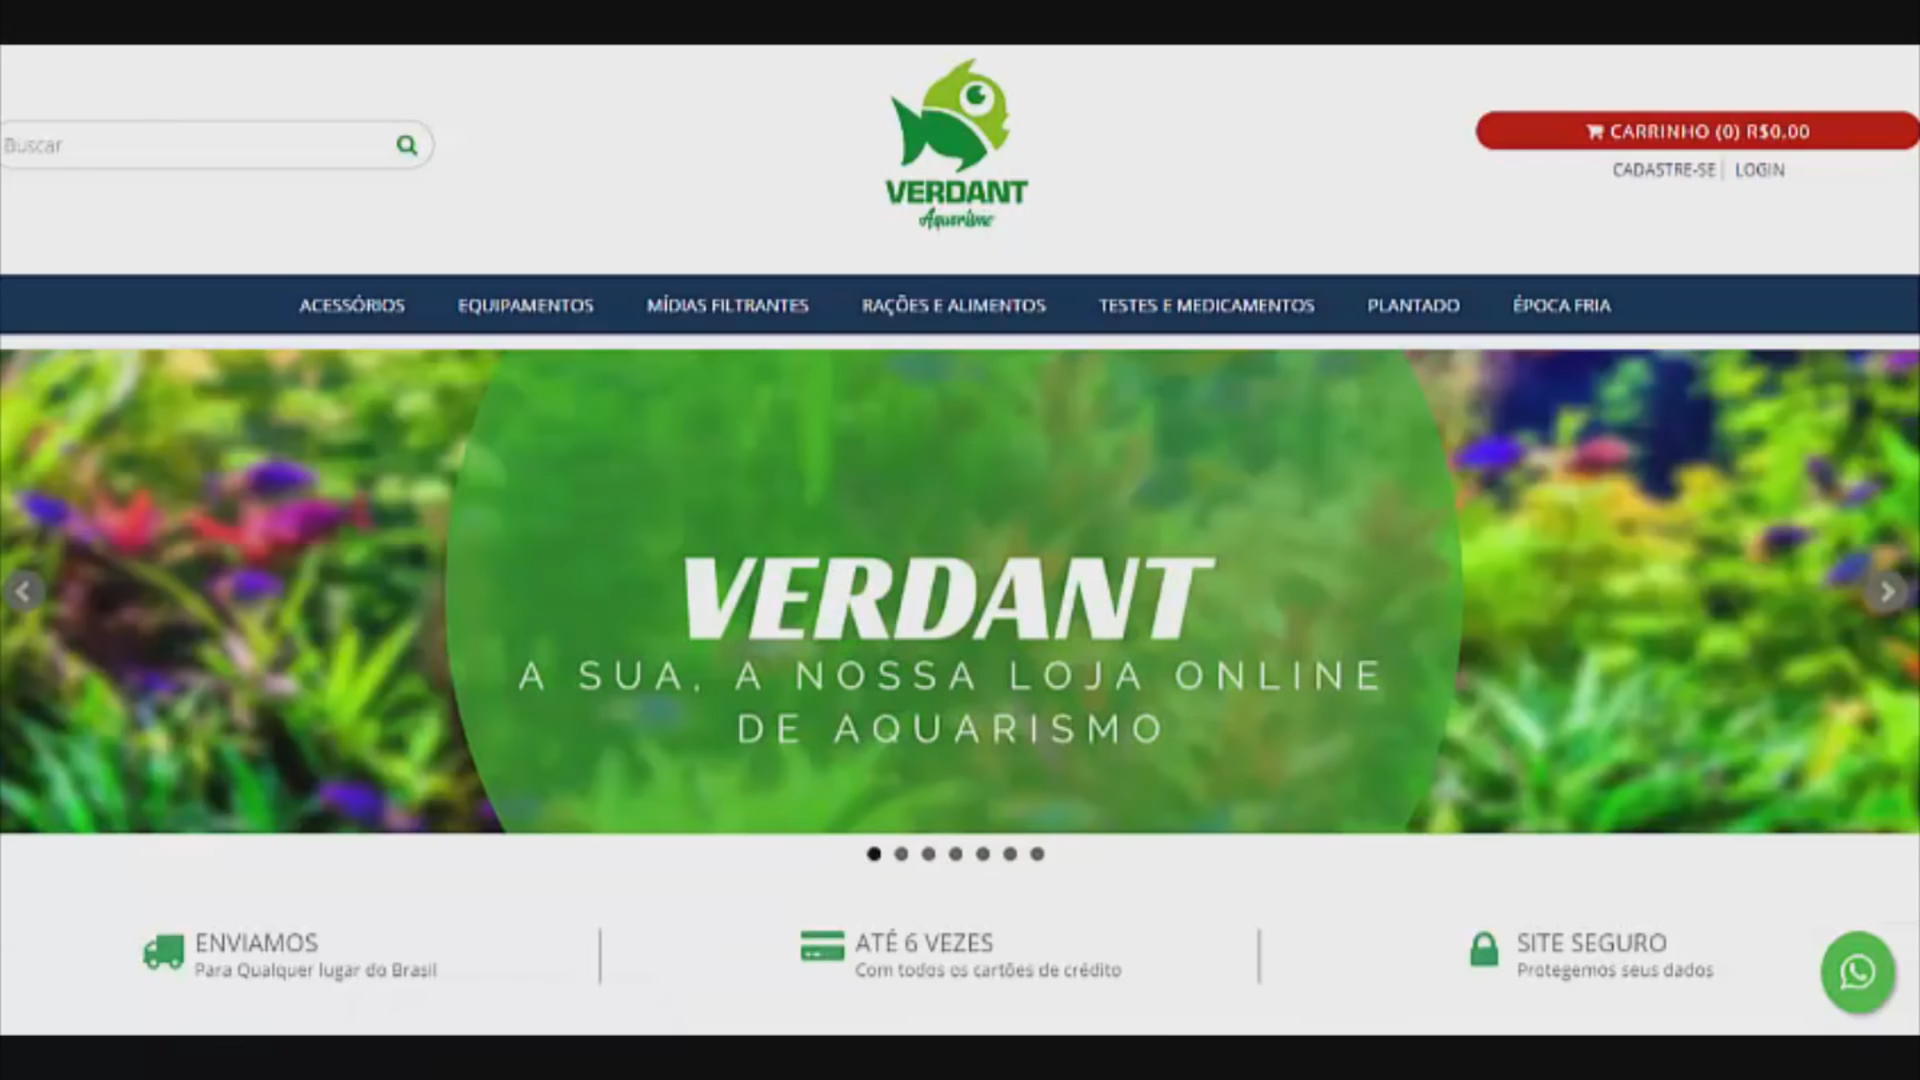 Buscar
VERDANT
Aquarismo
CARRINHO (0) R$0.00
CADASTRE-SE | LOGIN
ACESSÓRIOS EQUIPAMENTOS MÍDIAS FILTRANTES RAÇÕES E ALIMENTOS TESTES E MEDICAMENTOS PLANTADO ÉPOCA FRIA
VERDANT
A SUA, A NOSSA LOJA ONLINE
DE AQUARISMO
ENVIAMOS
Para Qualquer lugar do Brasil
ATÉ 6 VEZES
Com todos os cartões de crédito
SITE SEGURO
Protegemos seus dados